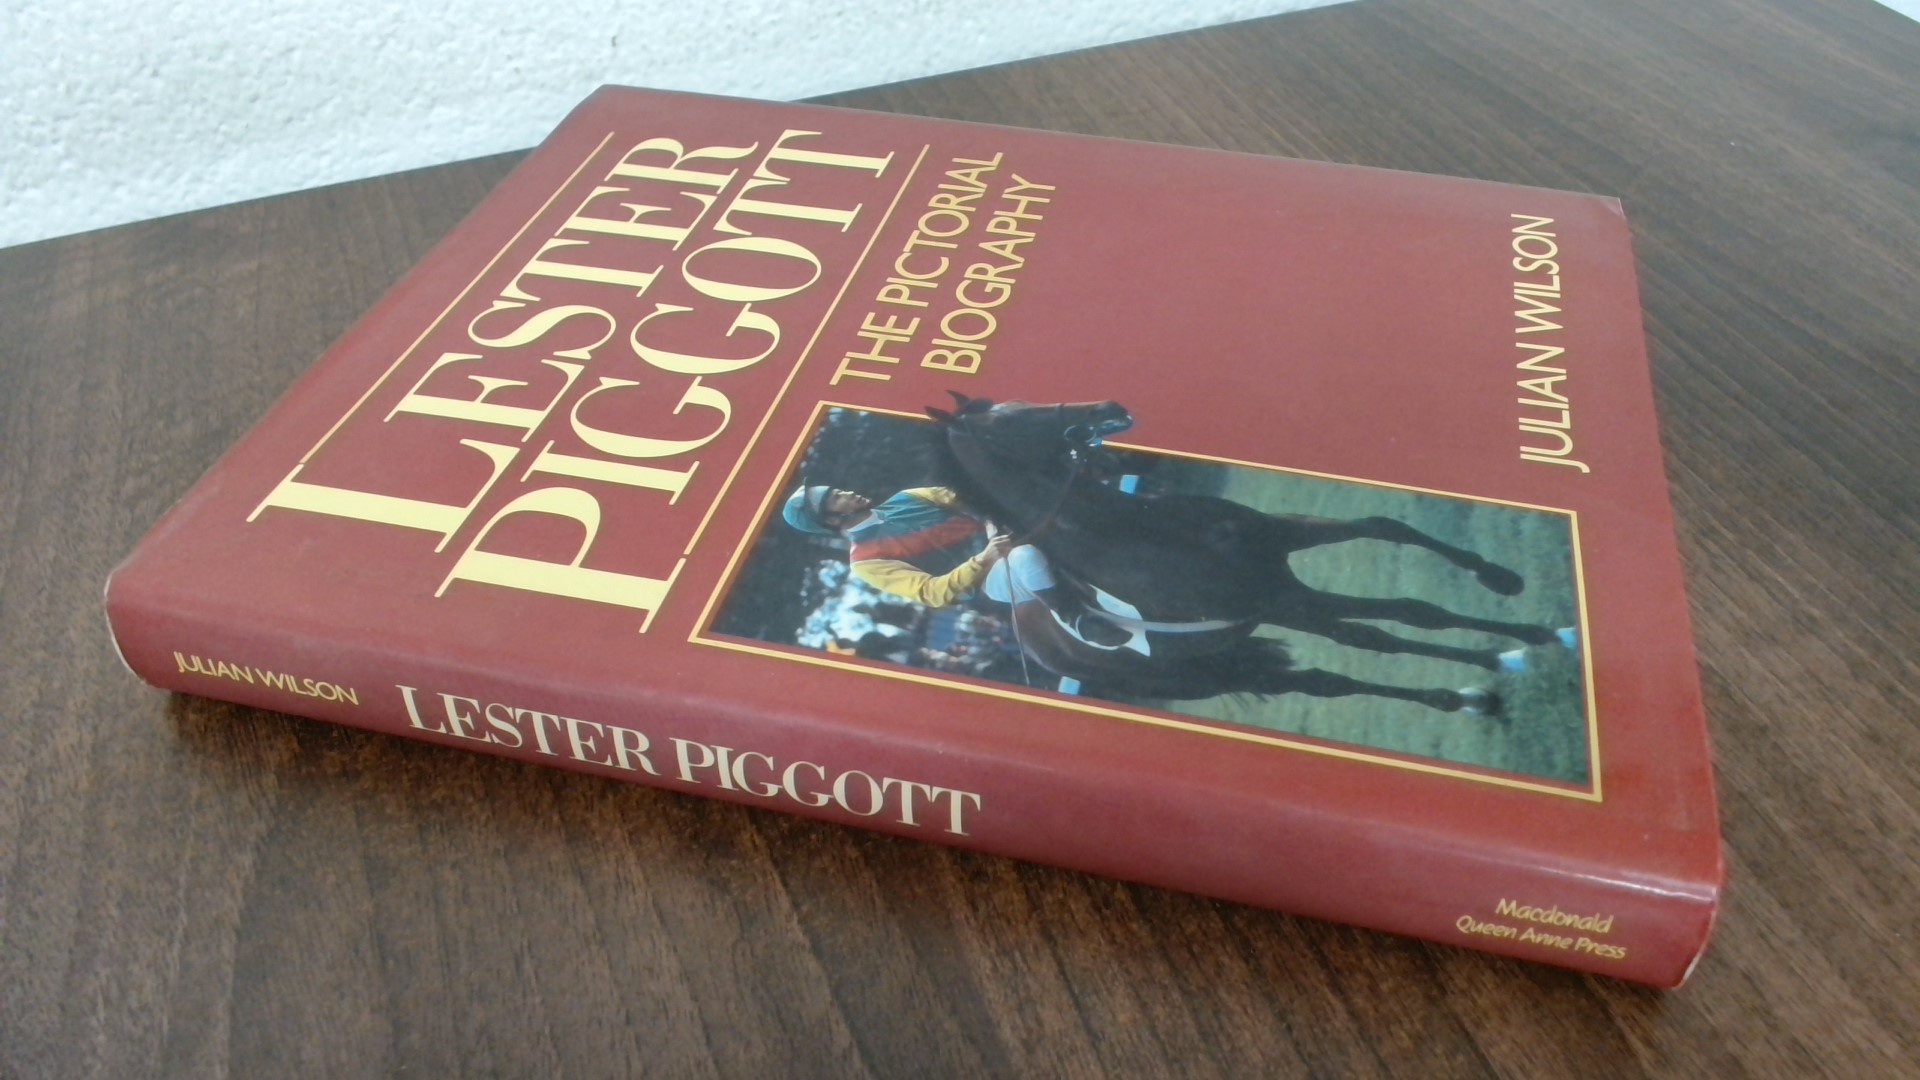 LESTER
PIGGOTT
THE PICTORIAL
BIOGRAPHY
JULIAN WILSON
JULIAN WILSON
LESTER PIGGOTT
Macdonald
Queen Anne Press